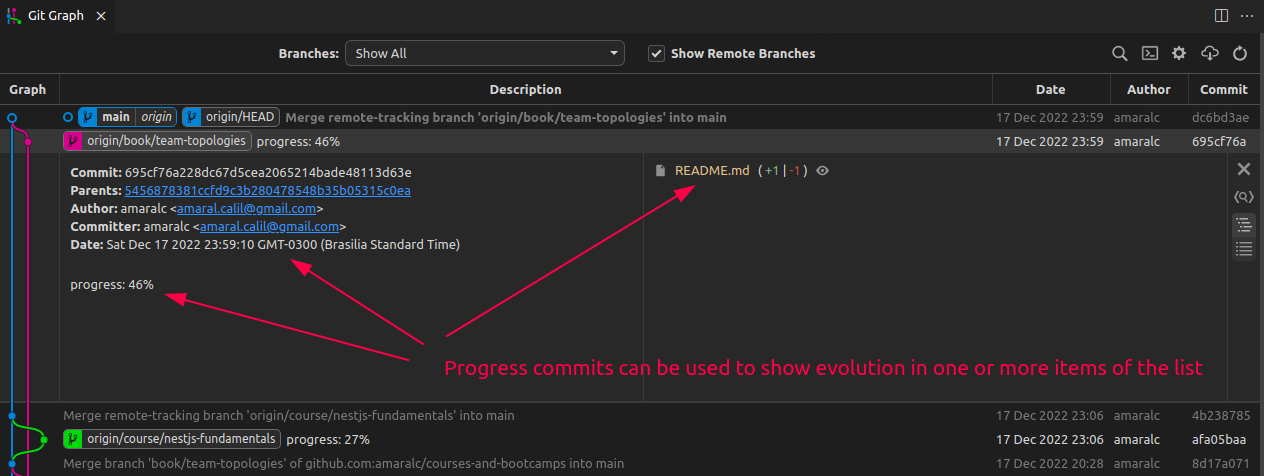 Git Graph
Branches: Show All Show Remote Branches
Graph Description Date Author Commit
main origin origin/HEAD Merge remote-tracking branch 'origin/book/team-topologies' into main 17 Dec 2022 23:59 amaralc dc6bd3ae
origin/book/team-topologies progress: 46% 17 Dec 2022 23:59 amaralc 695cf76a
Commit: 695cf76a228dc67d5cea2065214bade48113d63e
README.md ( +1 | -1 )
Parents: 5456878381ccfd9c3b280478548b35b05315c0ea
Author: amaralc <amaral.calil@gmail.com>
Committer: amaralc <amaral.calil@gmail.com>
Date: Sat Dec 17 2022 23:59:10 GMT-0300 (Brasilia Standard Time)
progress: 46%
Progress commits can be used to show evolution in one or more items of the list
Merge remote-tracking branch 'origin/course/nestjs-fundamentals' into main 17 Dec 2022 23:06 amaralc 4b238785
origin/course/nestjs-fundamentals progress: 27% 17 Dec 2022 23:06 amaralc afa05baa
Merge branch 'book/team-topologies' of github.com:amaralc/courses-and-bootcamps into main 17 Dec 2022 20:28 amaralc 8d17a071